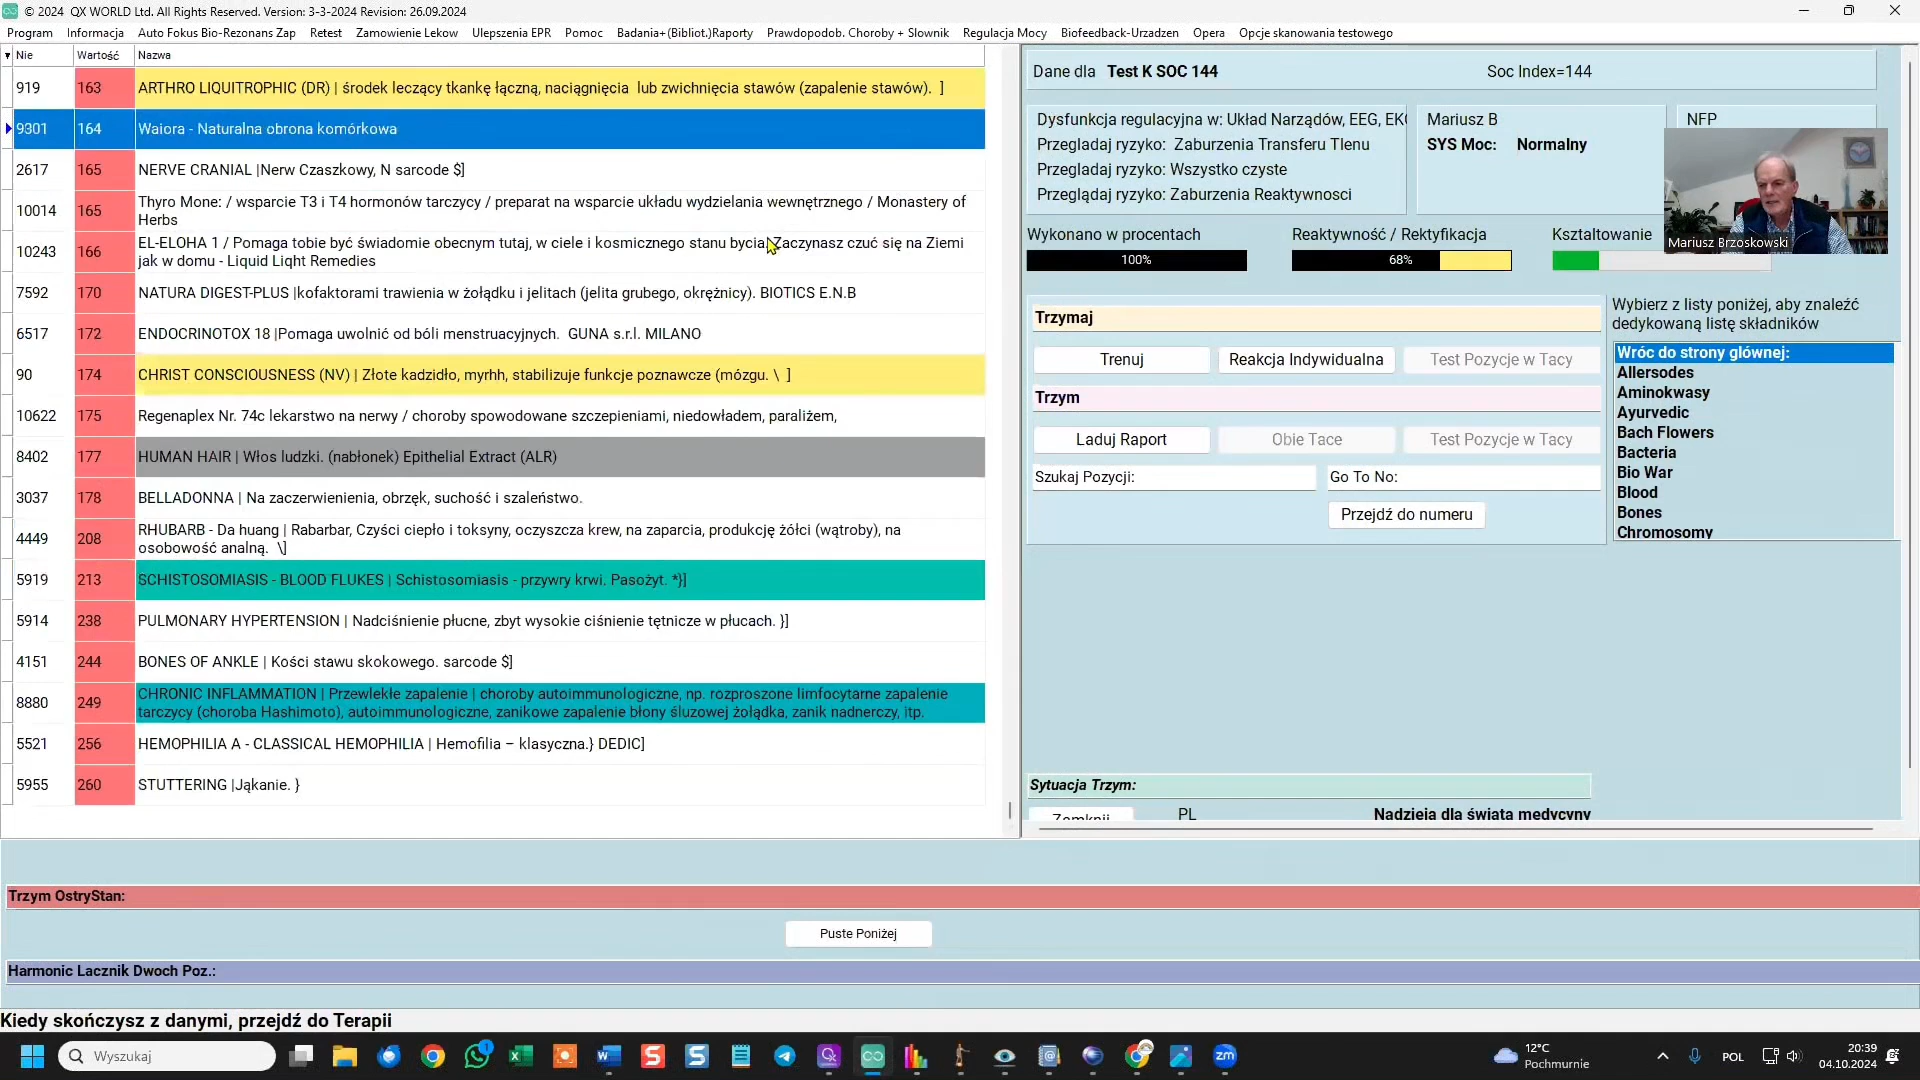 © 2024 QX WORLD Ltd. All Rights Reserved. Version: 3-3-2024 Revision: 26.09.2024
Program Informacja Auto Fokus Bio-Rezonans Zap Retest Zamowienie Lekow Ulepszenia EPR Pomoc Badania+(Bibliot.)Raporty Prawdopodob. Choroby + Slownik Regulacja Mocy Biofeedback-Urzadzen Opera Opcje skanowania testowego
Nie Wartość Nazwa
919 163 ARTHRO LIQUITROPHIC (DR) | środek leczący tkankę łączną, naciągnięcia lub zwichnięcia stawów (zapalenie stawów). ]
9301 164 Waiora - Naturalna obrona komórkowa
2617 165 NERVE CRANIAL |Nerw Czaszkowy, N sarcode $]
10014 165 Thyro Mone: / wsparcie T3 i T4 hormonów tarczycy / preparat na wsparcie układu wydzielania wewnętrznego / Monastery of
Herbs
10243 166 EL-ELOHA 1 / Pomaga tobie być świadomie obecnym tutaj, w ciele i kosmicznego stanu bycia. Zaczynasz czuć się na Ziemi
jak w domu - Liquid Liqht Remedies
7592 170 NATURA DIGEST-PLUS |kofaktorami trawienia w żołądku i jelitach (jelita grubego, okrężnicy). BIOTICS E.N.B
6517 172 ENDOCRINOTOX 18 |Pomaga uwolnić od bóli menstruacyjnych. GUNA s.r.l. MILANO
90 174 CHRIST CONSCIOUSNESS (NV) | Złote kadzidło, myrhh, stabilizuje funkcje poznawcze (mózgu. \ ]
10622 175 Regenaplex Nr. 74c lekarstwo na nerwy / choroby spowodowane szczepieniami, niedowładem, paraliżem,
8402 177 HUMAN HAIR | Włos ludzki. (nabłonek) Epithelial Extract (ALR)
3037 178 BELLADONNA | Na zaczerwienienia, obrzęk, suchość i szaleństwo.
4449 208 RHUBARB - Da huang | Rabarbar, Czyści ciepło i toksyny, oczyszcza krew, na zaparcia, produkcję żółci (wątroby), na
osobowość analną. \]
5919 213 SCHISTOSOMIASIS - BLOOD FLUKES | Schistosomiasis - przywry krwi. Pasożyt. *}]
5914 238 PULMONARY HYPERTENSION | Nadciśnienie płucne, zbyt wysokie ciśnienie tętnicze w płucach. }]
4151 244 BONES OF ANKLE | Kości stawu skokowego. sarcode $]
8880 249 CHRONIC INFLAMMATION | Przewlekłe zapalenie | choroby autoimmunologiczne, np. rozproszone limfocytarne zapalenie
tarczycy (choroba Hashimoto), autoimmunologiczne, zanikowe zapalenie błony śluzowej żołądka, zanik nadnerczy, itp.
5521 256 HEMOPHILIA A - CLASSICAL HEMOPHILIA | Hemofilia – klasyczna.} DEDIC]
5955 260 STUTTERING |Jąkanie. }
Dane dla Test K SOC 144 Soc Index=144
Dysfunkcja regulacyjna w: Układ Narządów, EEG, EK
Przegladaj ryzyko: Zaburzenia Transferu Tlenu
Przegladaj ryzyko: Wszystko czyste
Przeglądaj ryzyko: Zaburzenia Reaktywnosci
Mariusz B
SYS Moc: Normalny
NFP
Mariusz Brzoskowski
Wykonano w procentach Reaktywność / Rektyfikacja Kształtowanie
100% 68%
Trzymaj
Trenuj Reakcja Indywidualna Test Pozycje w Tacy
Trzym
Laduj Raport Obie Tace Test Pozycje w Tacy
Szukaj Pozycji: Go To No:
Przejdź do numeru
Wybierz z listy poniżej, aby znaleźć
dedykowaną listę składników
Wróc do strony glównej:
Allersodes
Aminokwasy
Ayurvedic
Bach Flowers
Bacteria
Bio War
Blood
Bones
Chromosomy
Sytuacja Trzym:
Zamknij PL Nadzieja dla świata medycyny
Trzym OstryStan:
Puste Poniżej
Harmonic Lacznik Dwoch Poz.:
Kiedy skończysz z danymi, przejdź do Terapii
Wyszukaj
1
zm
12°C
Pochmurnie
POL
20:39
04.10.2024